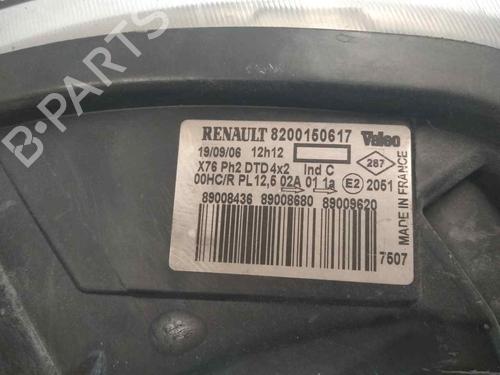 B-PARTS
RENAULT 8200150617 Valeo
19/09/06 12h12
287
X76 Ph2 DTD 4x2 Ind C
00HC/R PL 12,5 02A 01 1a E2 2051
89008436 89008680 89009620
7507
MADE IN FRANCE